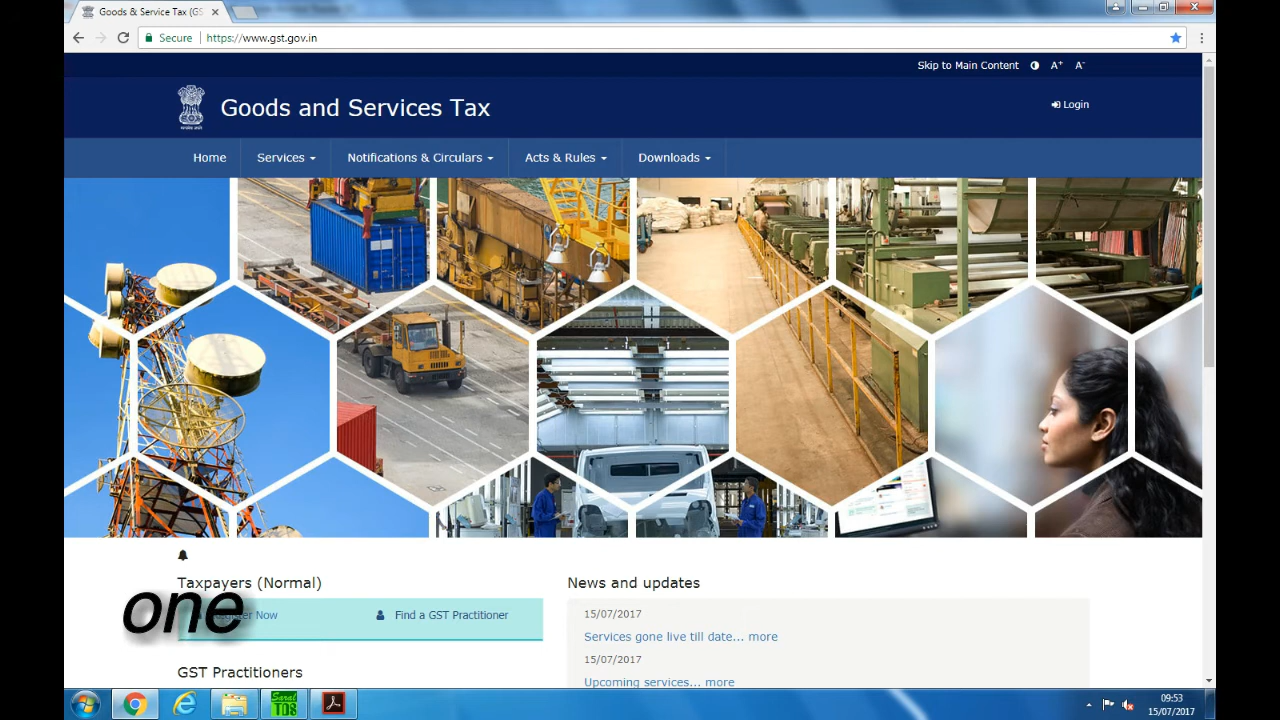 Goods & Service Tax (GS
Secure https://www.gst.gov.in
Skip to Main Content A+ A-
Goods and Services Tax
Login
Home Services Notifications & Circulars Acts & Rules Downloads
Taxpayers (Normal)
Now Find a GST Practitioner
one
GST Practitioners
News and updates
15/07/2017
Services gone live till date... more
15/07/2017
Upcoming services... more
Saral
TDS
09:53
15/07/2017